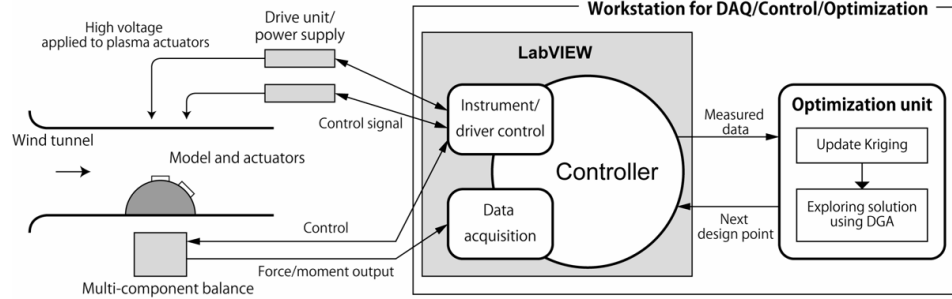 Workstation for DAQ/Control/Optimization
High voltage
applied to plasma actuators
Drive unit/
power supply
Control signal
Wind tunnel
Model and actuators
Control
Force/moment output
Multi-component balance
LabVIEW
Instrument/
driver control
Controller
Data
acquisition
Measured
data
Next
design point
Optimization unit
Update Kriging
Exploring solution
using DGA